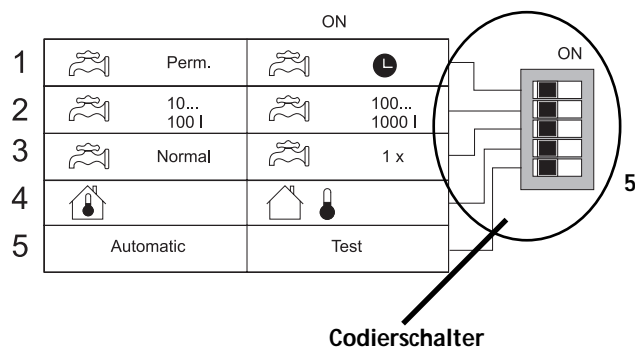 ON
1 Perm.
2 10... 100 l 100... 1000 l
3 Normal 1 x
4
5 Automatic Test
ON
5
Codierschalter